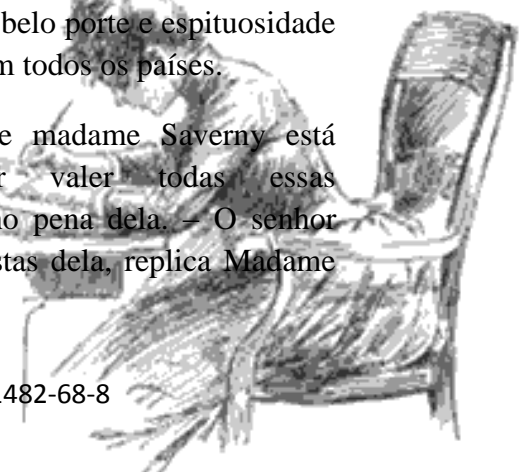 belo porte e espituosidade
m todos os países.
e madame Saverny está
r valer todas essas
o pena dela. – O senhor
stas dela, replica Madame
482-68-8